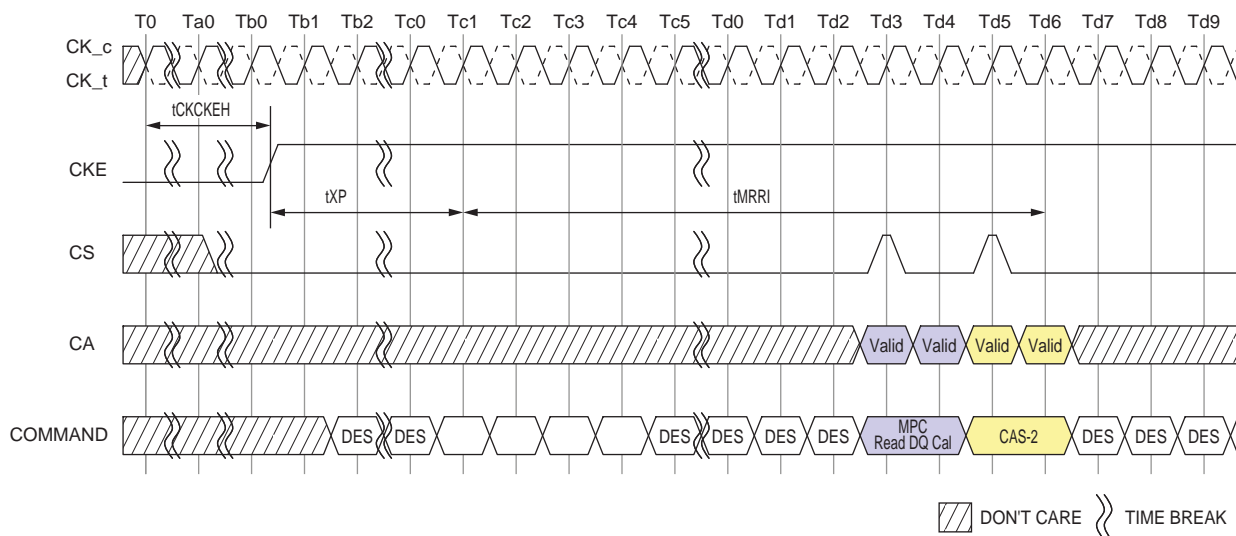 T0 Ta0 Tb0 Tb1 Tb2 Tc0 Tc1 Tc2 Tc3 Tc4 Tc5 Td0 Td1 Td2 Td3 Td4 Td5 Td6 Td7 Td8 Td9
CK_c
CK_t
tCKCKEH
CKE
tXP tMRRI
CS
CA Valid Valid Valid Valid
COMMAND DES DES DES DES DES DES MPC Read DQ Cal CAS-2 DES DES DES
DON'T CARE TIME BREAK